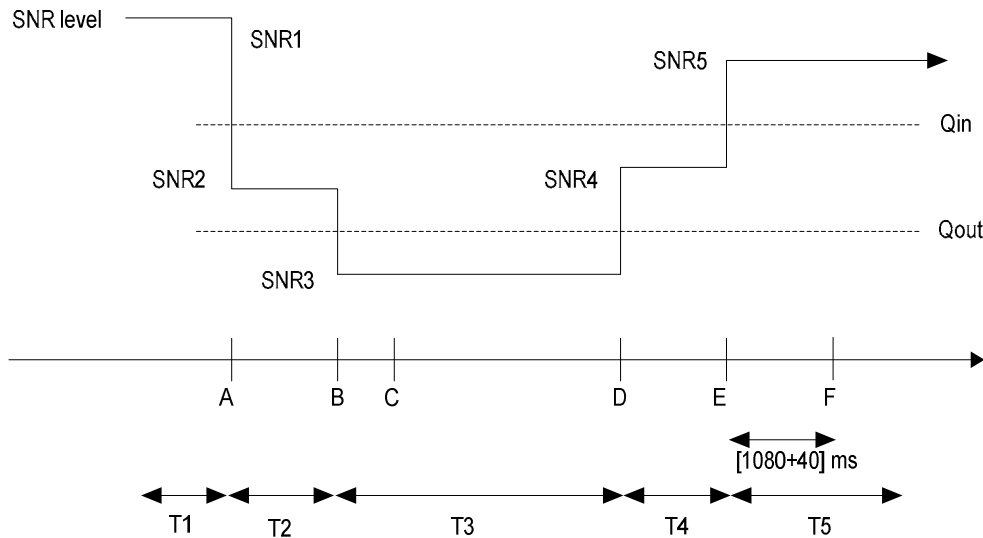 SNR level
SNR1
SNR5
Qin
SNR2
SNR4
Qout
SNR3
A
B
C
D
E
F
[1080+40] ms
T1
T2
T3
T4
T5